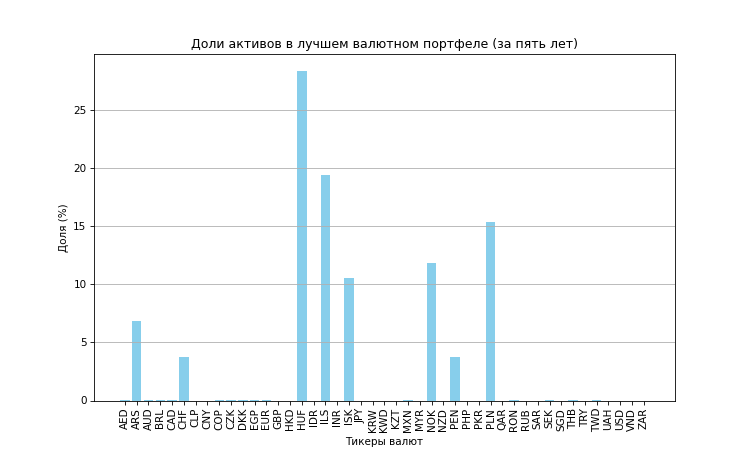 Доли активов в лучшем валютном портфеле (за пять лет)
Доля (%)
25
20
15
10
5
0
AED ARS AUD BRL CAD CHF CLP CNY COP CZK DKK EGP EUR GBP HKD HUF IDR ILS INR ISK JPY KRW KWD KZT MXN MYR NOK NZD PEN PHP PKR PLN QAR RON RUB SAR SEK SGD THB TRY TWD UAH USD VND ZAR
Тикеры валют